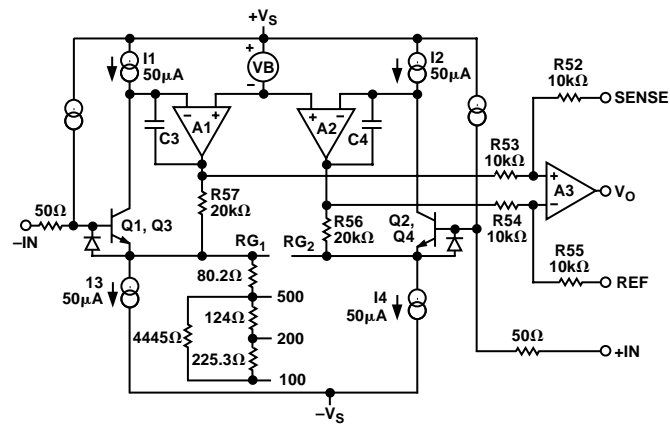 +VS
I1
50µA
+
VB
–
I2
50µA
R52
10kΩ
SENSE
–
+
A1
C3
+
–
A2
C4
R53
10kΩ
+
–
A3
VO
R57
20kΩ
R54
10kΩ
50Ω
–IN
Q1, Q3
R56
20kΩ
Q2,
Q4
R55
10kΩ
REF
RG1
RG2
80.2Ω
13
50µA
500
I4
50µA
124Ω
4445Ω
200
50Ω
+IN
225.3Ω
100
–VS